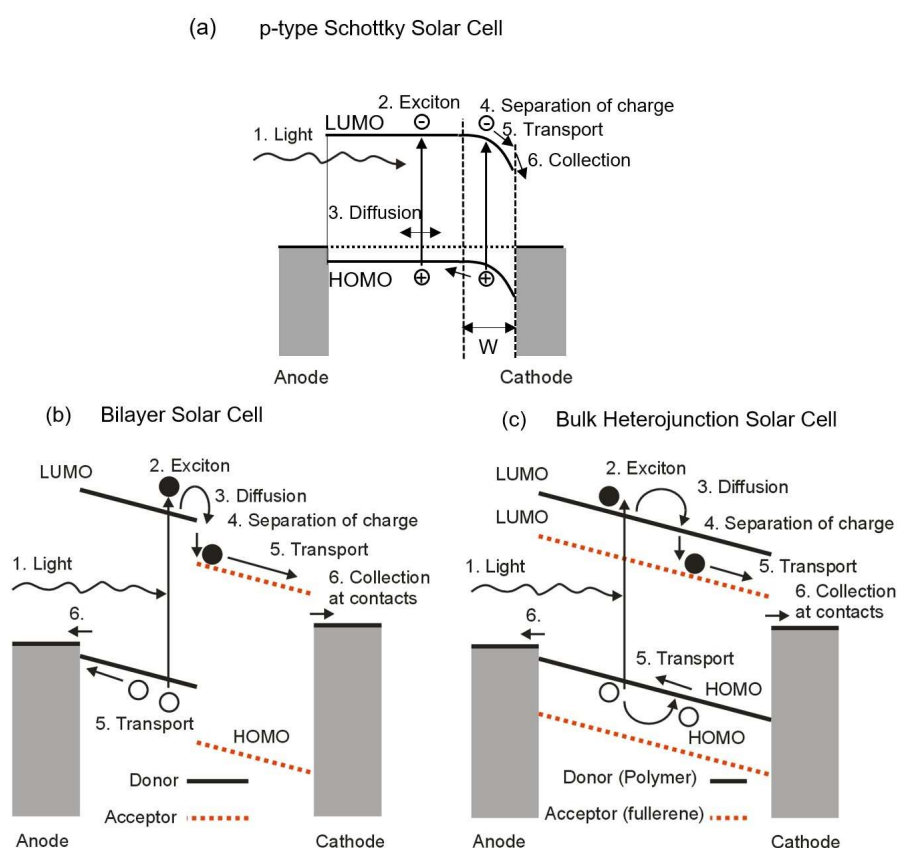 (a) p-type Schottky Solar Cell
2. Exciton
4. Separation of charge
LUMO
5. Transport
1. Light
6. Collection
3. Diffusion
HOMO
W
Anode
Cathode
(b) Bilayer Solar Cell
LUMO
2. Exciton
3. Diffusion
4. Separation of charge
5. Transport
1. Light
6. Collection
at contacts
6.
5. Transport
HOMO
Donor
Acceptor
Anode
Cathode
(c) Bulk Heterojunction Solar Cell
LUMO
2. Exciton
3. Diffusion
LUMO
4. Separation of charge
1. Light
5. Transport
6. Collection
at contacts
6.
5. Transport
HOMO
HOMO
Donor (Polymer)
Acceptor (fullerene)
Anode
Cathode